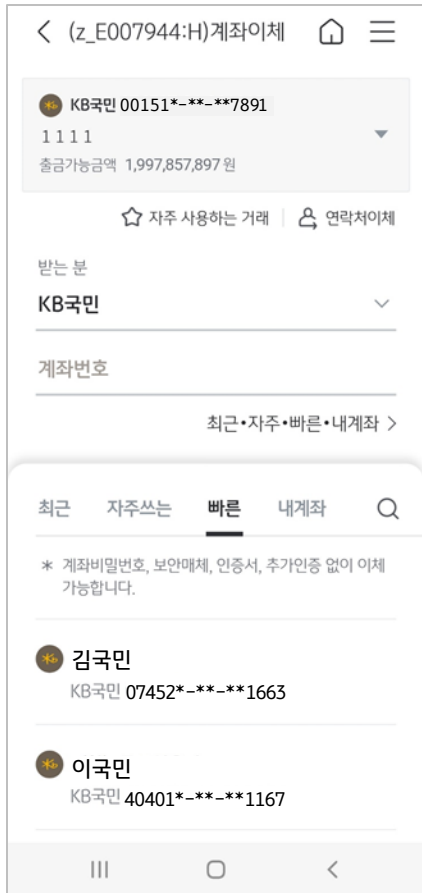 (z_E007944:H)계좌이체
KB국민 00151*-**-**7891
1111
출금가능금액 1,997,857,897원
자주 사용하는 거래 연락처이체
받는 분
KB국민
계좌번호
최근•자주•빠른•내계좌 >
최근 자주쓰는 빠른 내계좌
* 계좌비밀번호, 보안매체, 인증서, 추가인증 없이 이체
가능합니다.
김국민
KB국민 07452*-**-**1663
이국민
KB국민 40401*-**-**1167